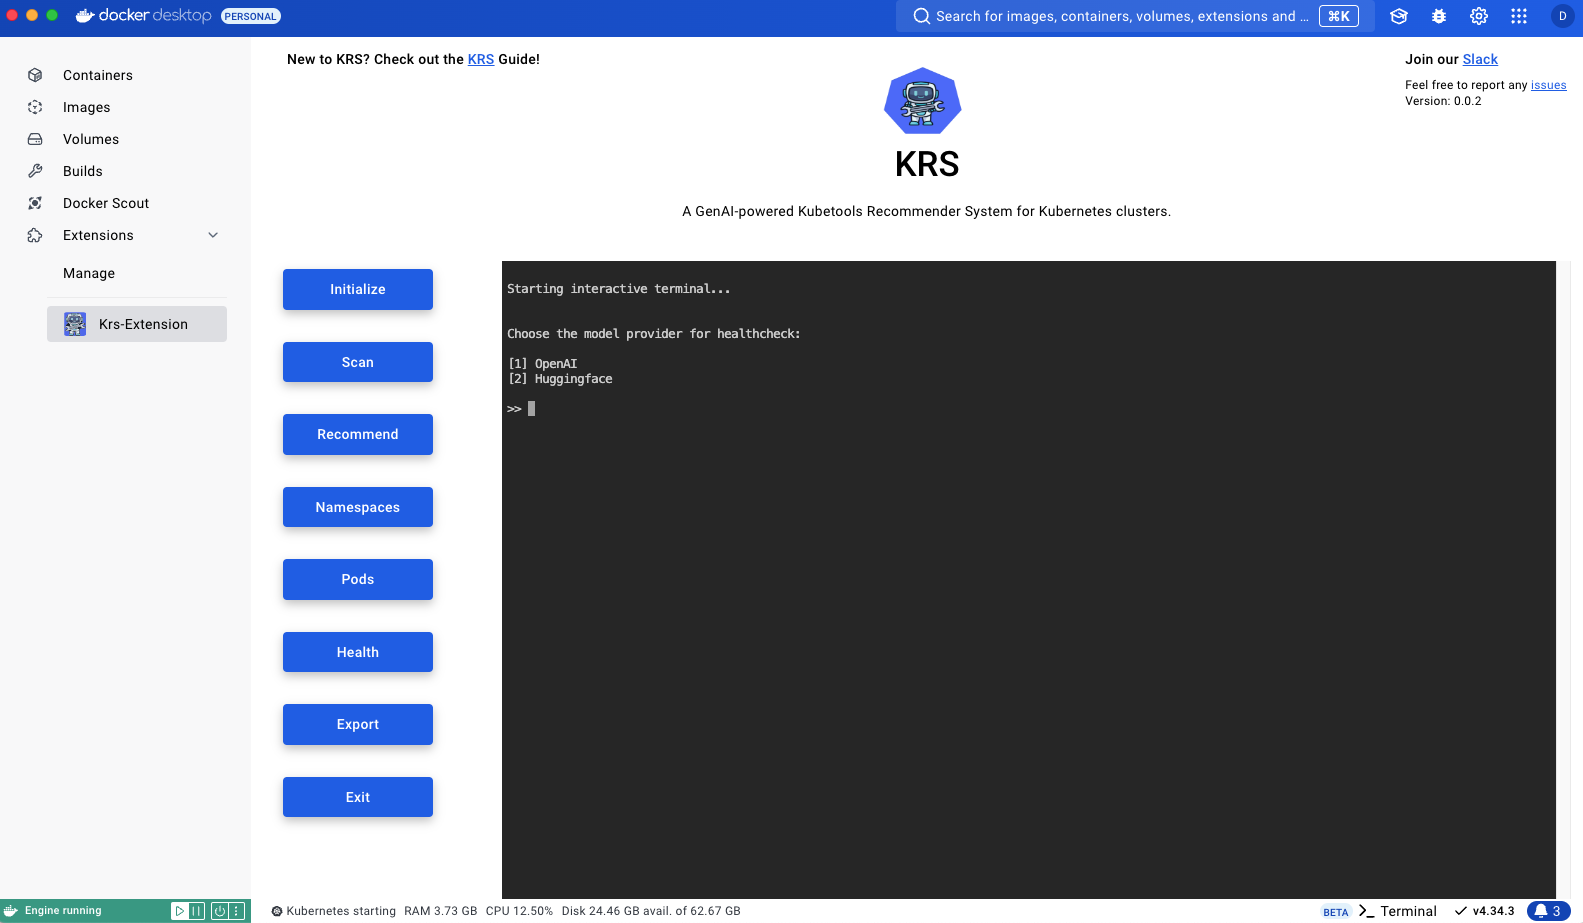 docker desktop PERSONAL
Search for images, containers, volumes, extensions and ... ⌘K
D
Containers
Images
Volumes
Builds
Docker Scout
Extensions
Manage
Krs-Extension
New to KRS? Check out the KRS Guide!
Join our Slack
Feel free to report any issues
Version: 0.0.2
KRS
A GenAI-powered Kubetools Recommender System for Kubernetes clusters.
Initialize
Scan
Recommend
Namespaces
Pods
Health
Export
Exit
Starting interactive terminal...
Choose the model provider for healthcheck:
[1] OpenAI
[2] Huggingface
>>
Engine running
Kubernetes starting RAM 3.73 GB CPU 12.50% Disk 24.46 GB avail. of 62.67 GB
BETA >_ Terminal v4.34.3 3